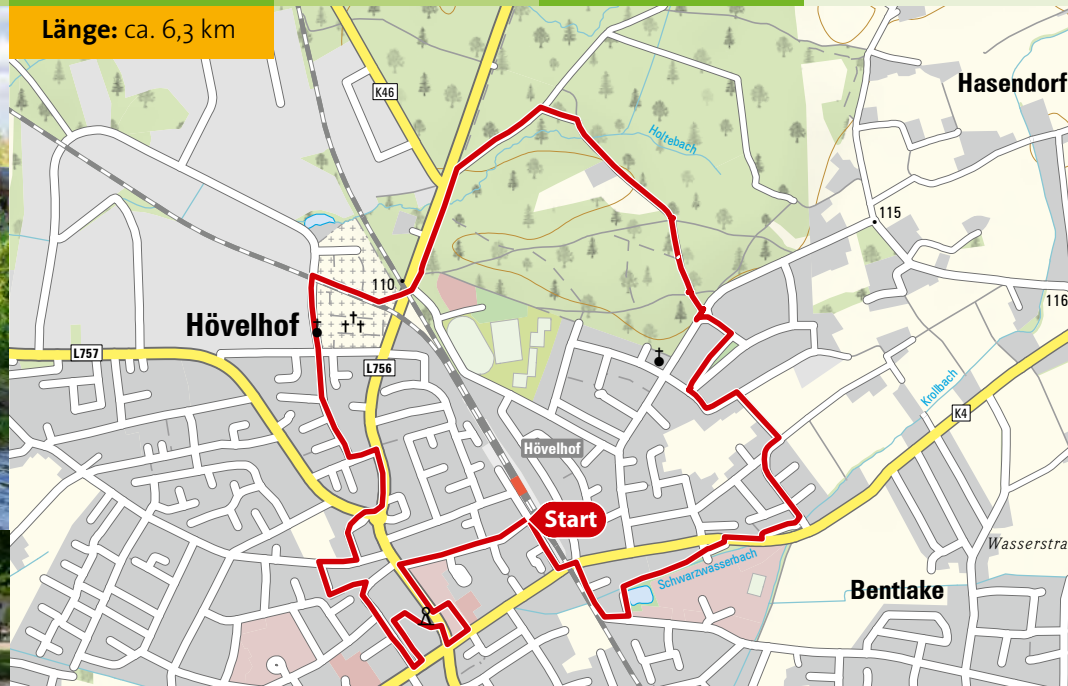 Länge: ca. 6,3 km
K46
Hasendorf
Holtebach
115
110
116
Hövelhof
L757
L756
Krollbach
K4
Hövelhof
Start
Wasserstra
Schwarzwasserbach
Bentlake